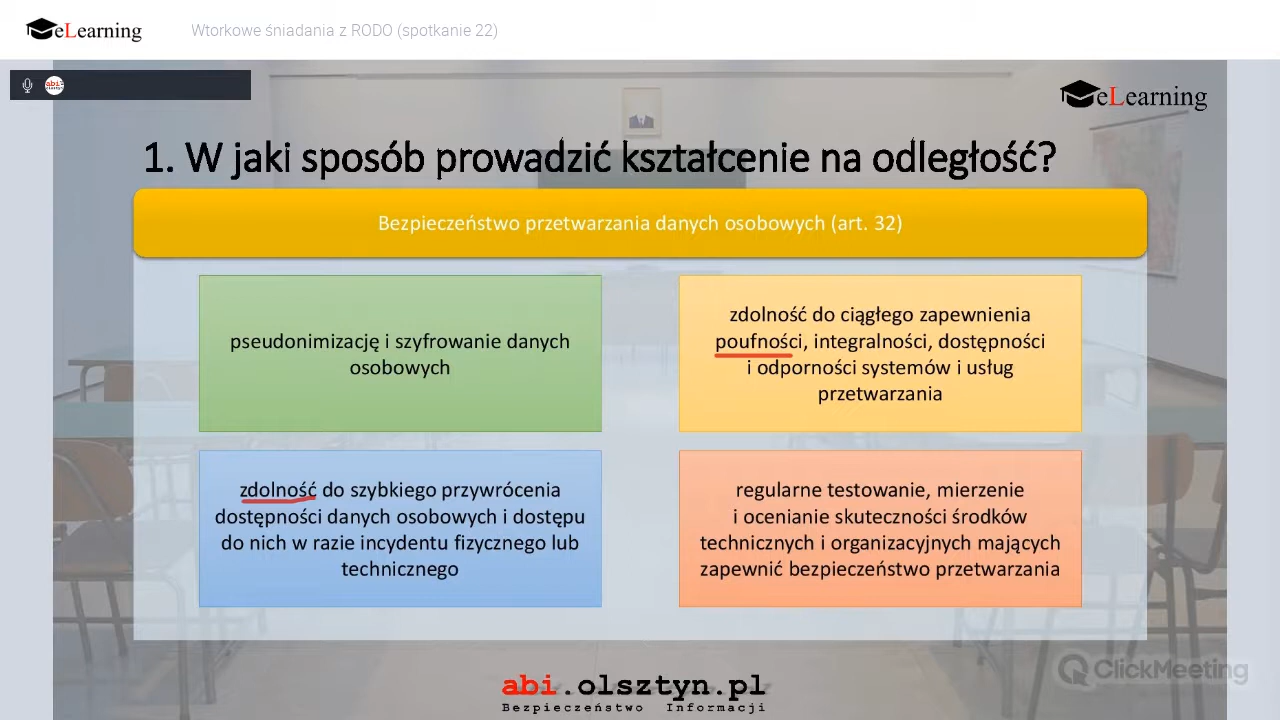 eLearning
Wtorkowe śniadania z RODO (spotkanie 22)
eLearning
1. W jaki sposób prowadzić kształcenie na odległość?
Bezpieczeństwo przetwarzania danych osobowych (art. 32)
pseudonimizację i szyfrowanie danych
osobowych
zdolność do ciągłego zapewnienia
poufności, integralności, dostępności
i odporności systemów i usług
przetwarzania
zdolność do szybkiego przywrócenia
dostępności danych osobowych i dostępu
do nich w razie incydentu fizycznego lub
technicznego
regularne testowanie, mierzenie
i ocenianie skuteczności środków
technicznych i organizacyjnych mających
zapewnić bezpieczeństwo przetwarzania
ClickMeeting
abi.olsztyn.pl
Bezpieczeństwo Informacji